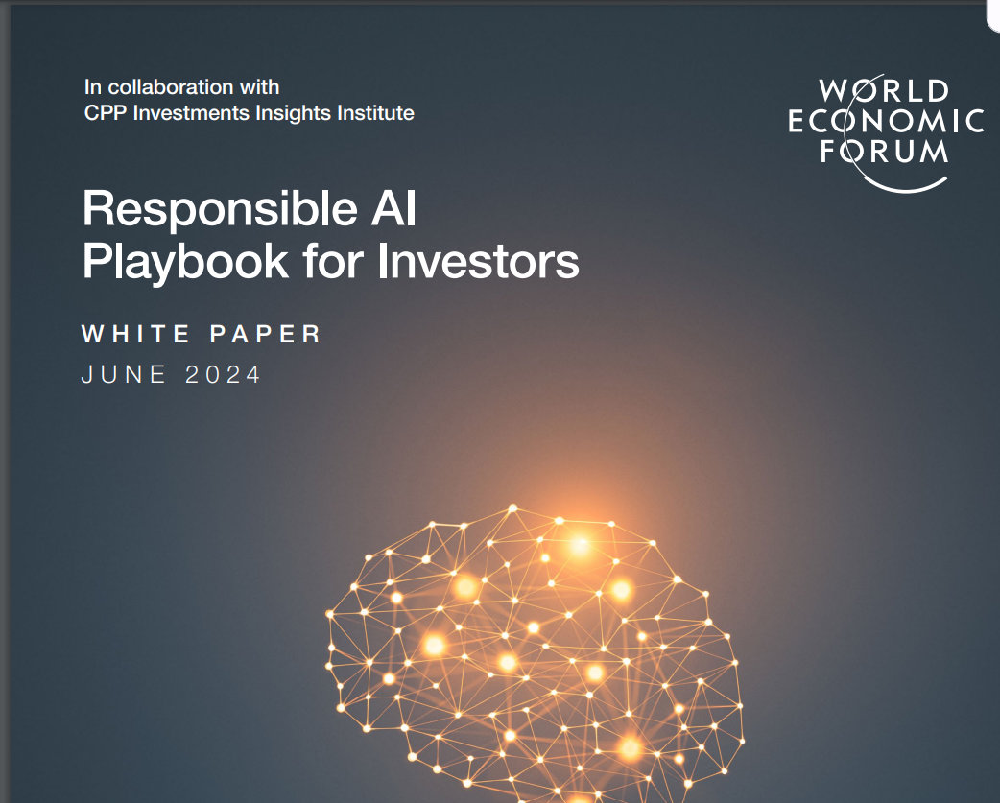 In collaboration with
CPP Investments Insights Institute
WORLD
ECONOMIC
FORUM
Responsible AI
Playbook for Investors
WHITE PAPER
JUNE 2024